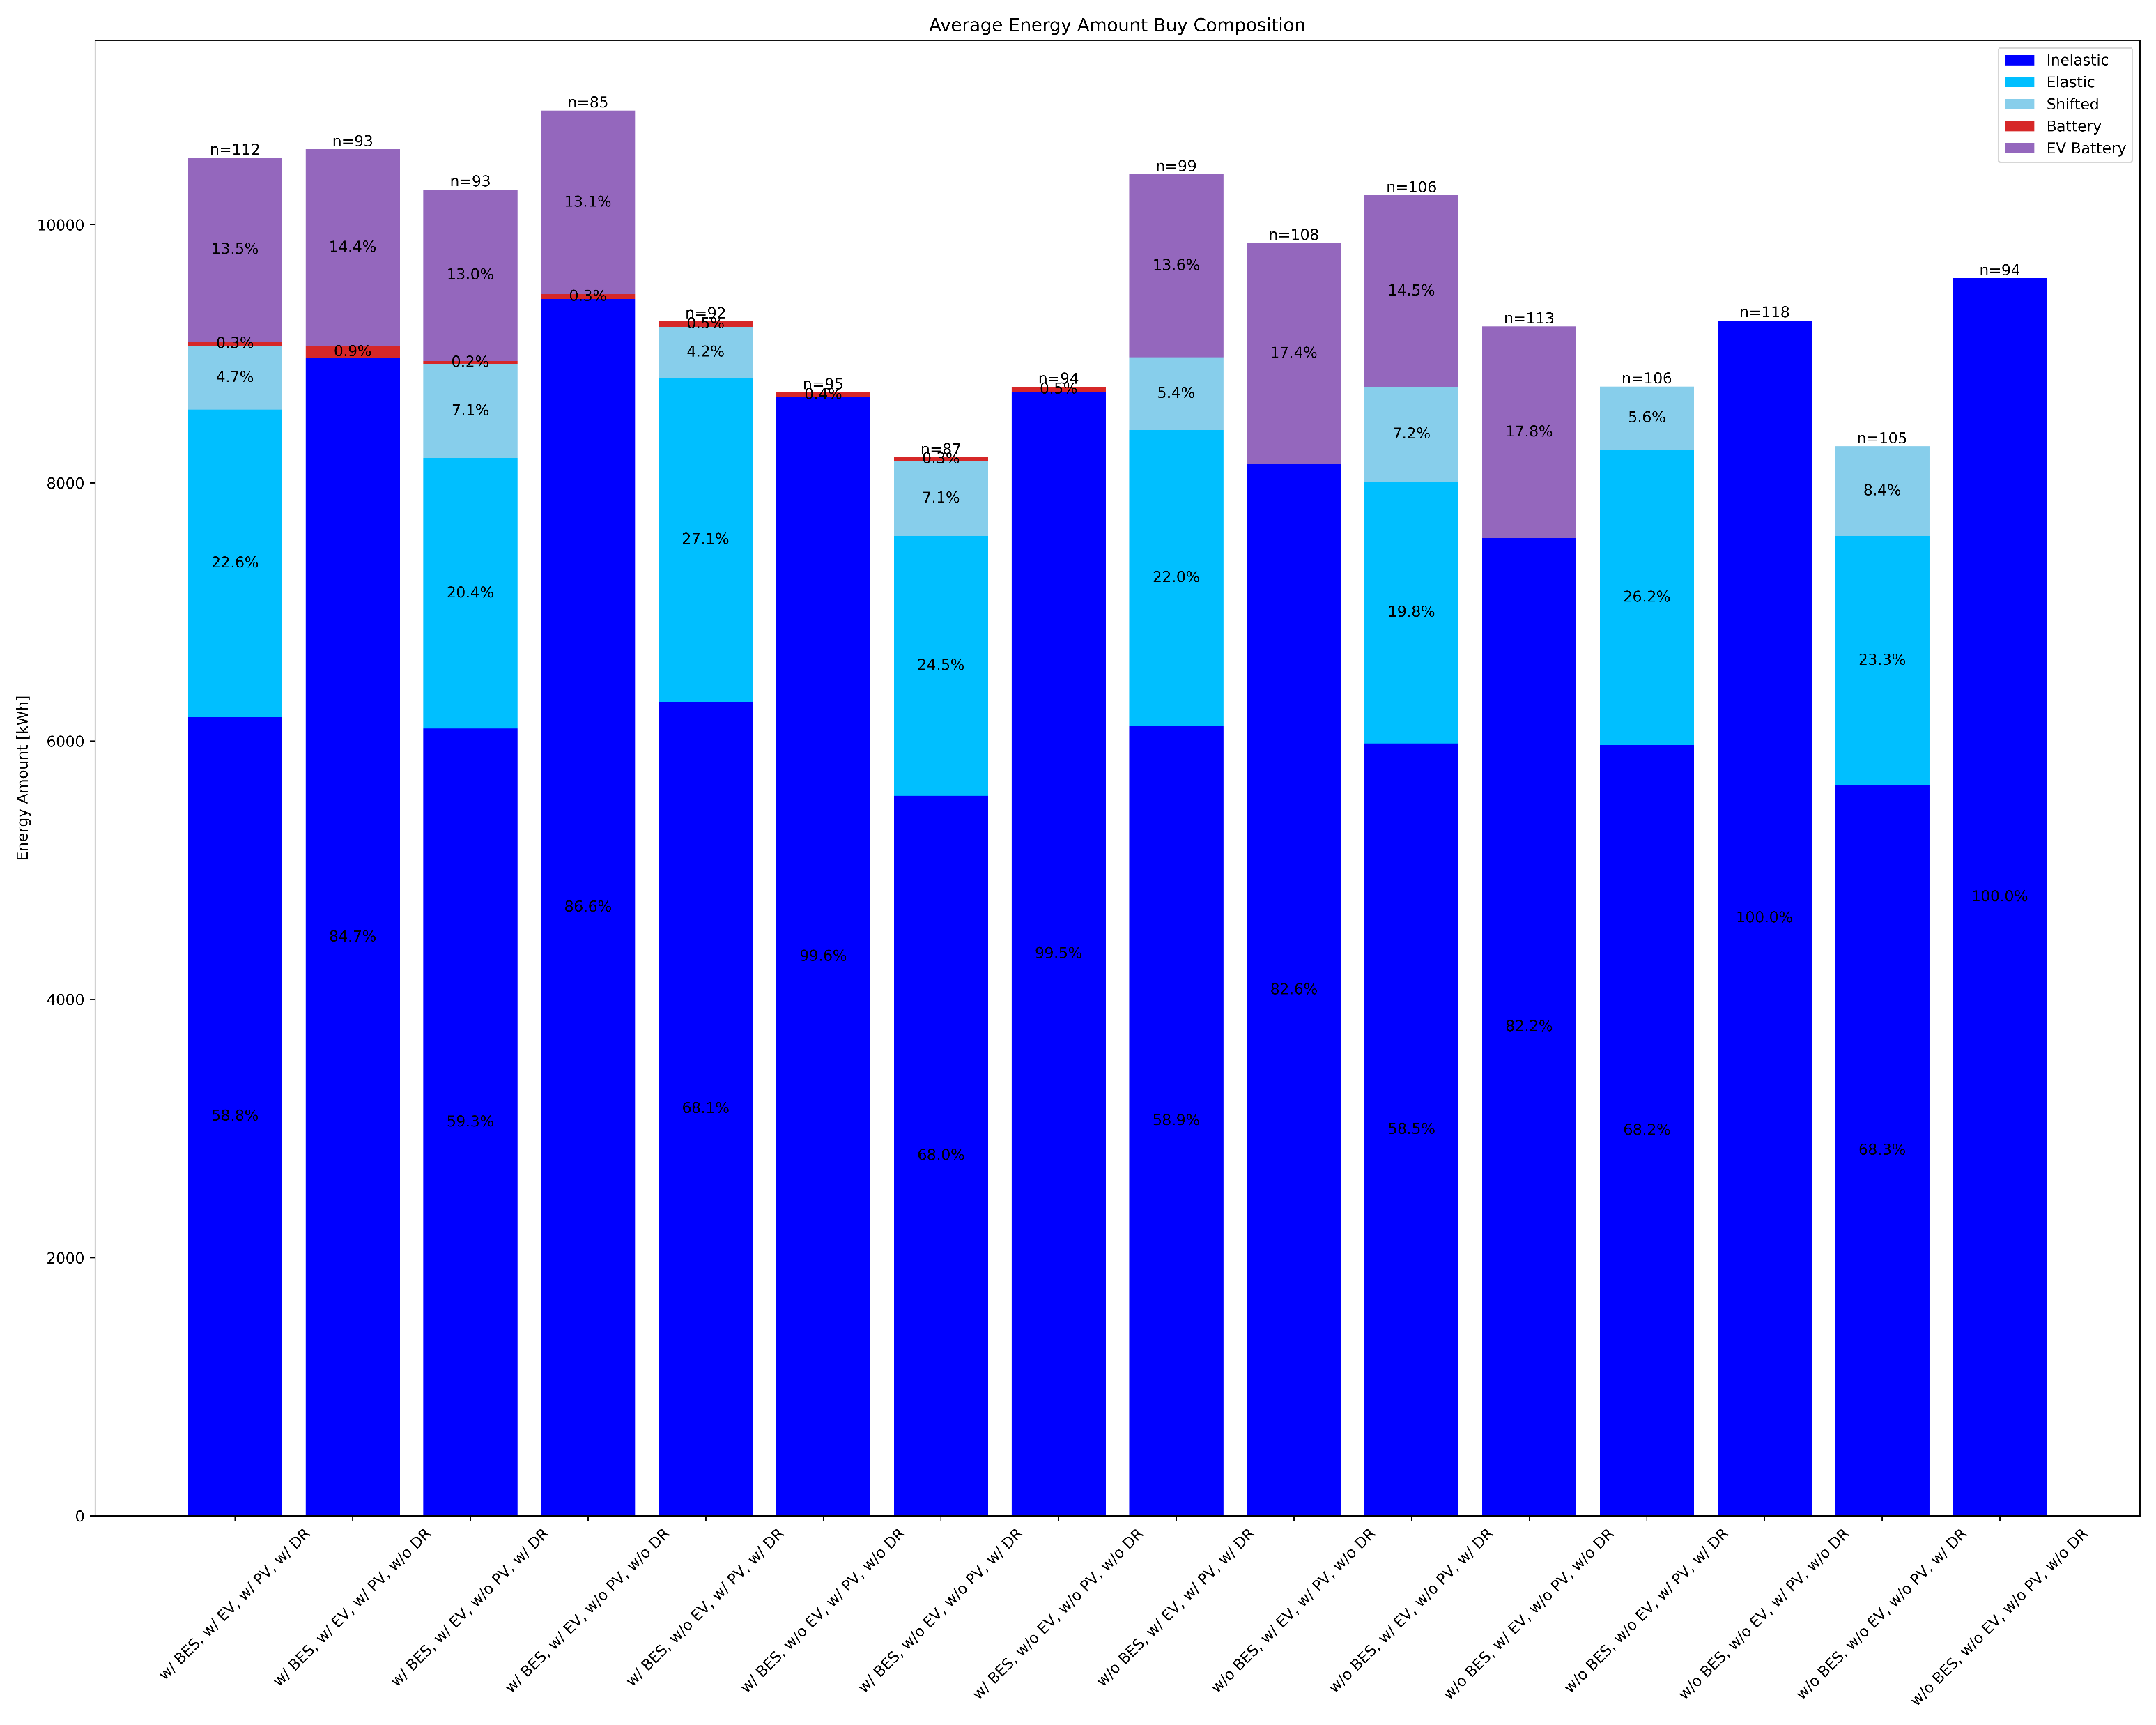 Average Energy Amount Buy Composition
Inelastic
Elastic
Shifted
Battery
EV Battery
Energy Amount [kWh]
10000
8000
6000
4000
2000
0
n=112
13.5%
0.3%
4.7%
22.6%
58.8%
n=93
14.4%
0.9%
84.7%
n=93
13.0%
0.2%
7.1%
20.4%
59.3%
n=85
13.1%
0.3%
86.6%
n=92
0.5%
4.2%
27.1%
68.1%
n=95
0.4%
99.6%
n=87
0.3%
7.1%
24.5%
68.0%
n=94
0.5%
99.5%
n=99
13.6%
5.4%
22.0%
58.9%
n=108
17.4%
82.6%
n=106
14.5%
7.2%
19.8%
58.5%
n=113
17.8%
82.2%
n=106
5.6%
26.2%
68.2%
n=118
100.0%
n=105
8.4%
23.3%
68.3%
n=94
100.0%
w/ BES, w/ EV, w/ PV, w/ DR
w/ BES, w/ EV, w/ PV, w/o DR
w/ BES, w/ EV, w/o PV, w/ DR
w/ BES, w/ EV, w/o PV, w/o DR
w/ BES, w/o EV, w/ PV, w/ DR
w/ BES, w/o EV, w/ PV, w/o DR
w/ BES, w/o EV, w/o PV, w/ DR
w/ BES, w/o EV, w/o PV, w/o DR
w/o BES, w/ EV, w/ PV, w/ DR
w/o BES, w/ EV, w/ PV, w/o DR
w/o BES, w/ EV, w/o PV, w/ DR
w/o BES, w/ EV, w/o PV, w/o DR
w/o BES, w/o EV, w/ PV, w/ DR
w/o BES, w/o EV, w/ PV, w/o DR
w/o BES, w/o EV, w/o PV, w/ DR
w/o BES, w/o EV, w/o PV, w/o DR